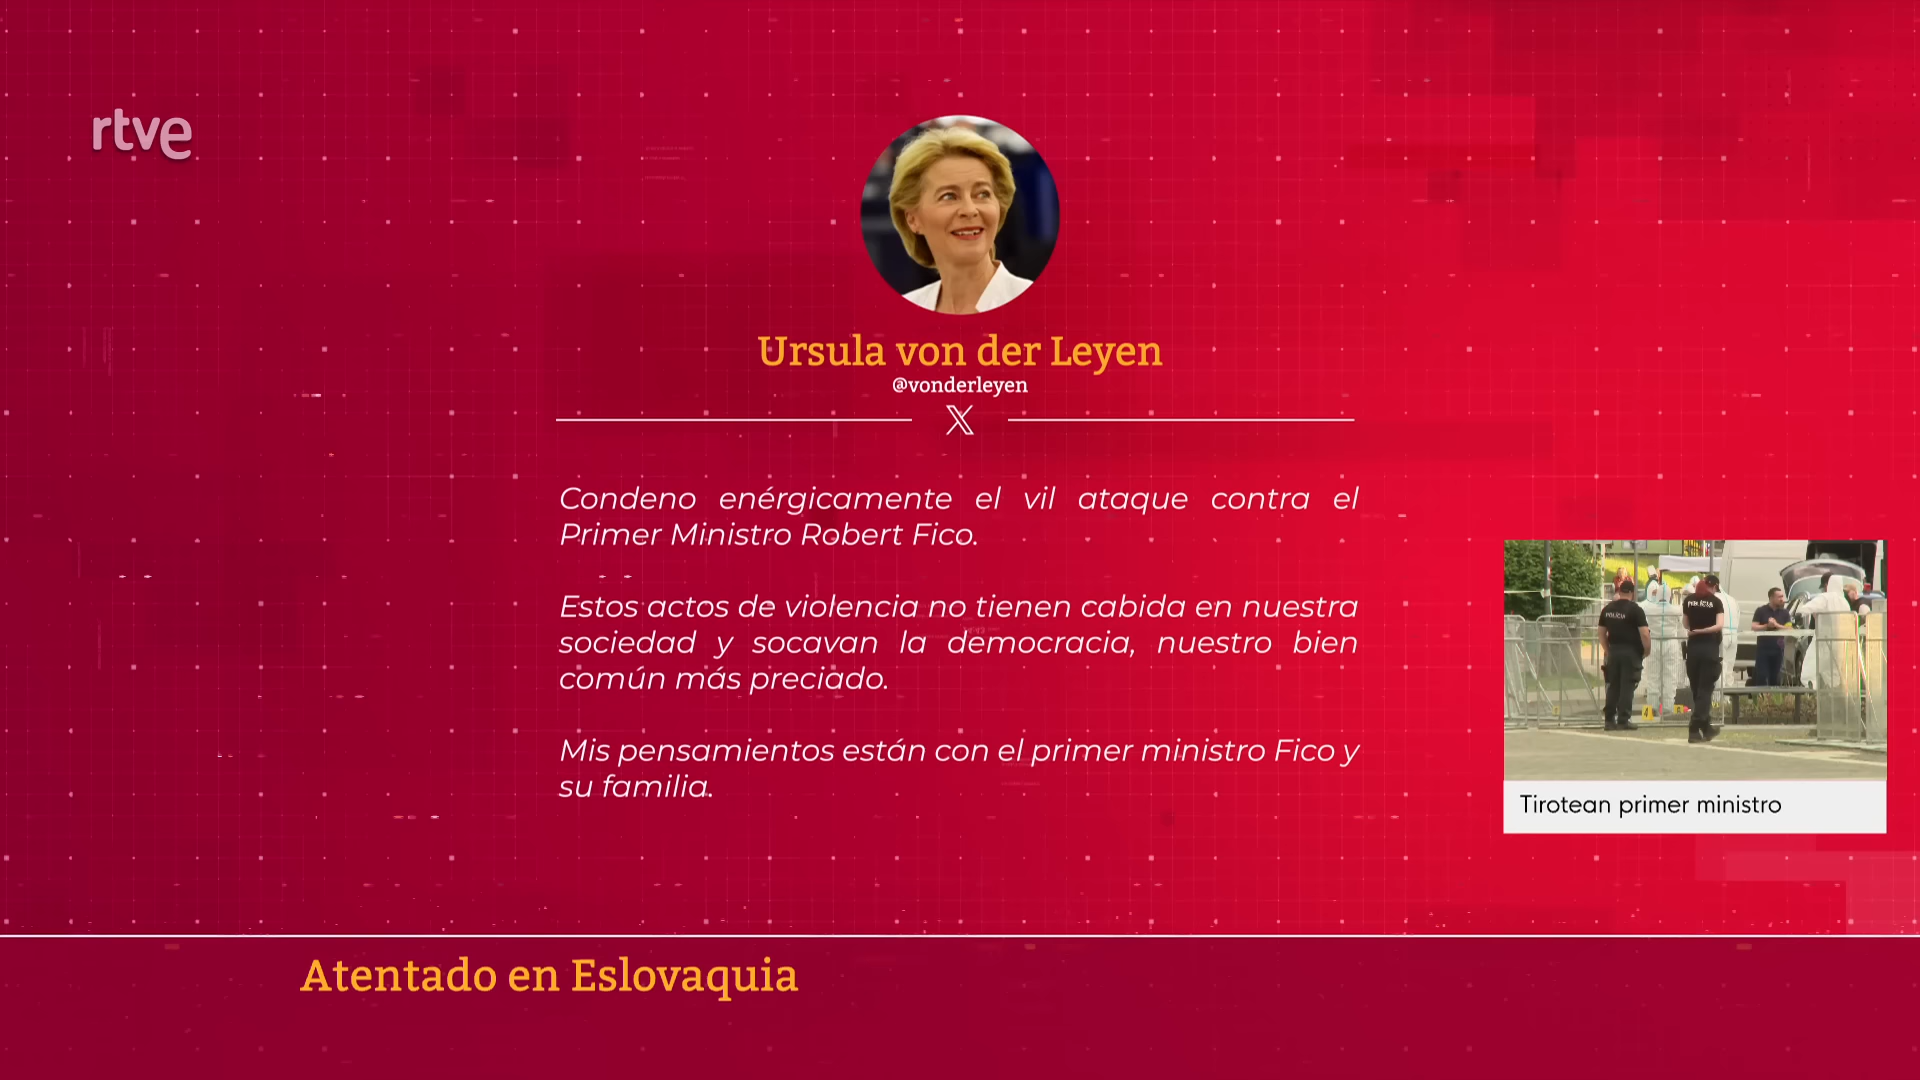 rtve
Ursula von der Leyen
@vonderleyen
Condeno enérgicamente el vil ataque contra el
Primer Ministro Robert Fico.
Estos actos de violencia no tienen cabida en nuestra
sociedad y socavan la democracia, nuestro bien
común más preciado.
Mis pensamientos están con el primer ministro Fico y
su familia.
POLÍCIA
POLÍCIA
Tirotean primer ministro
Atentado en Eslovaquia